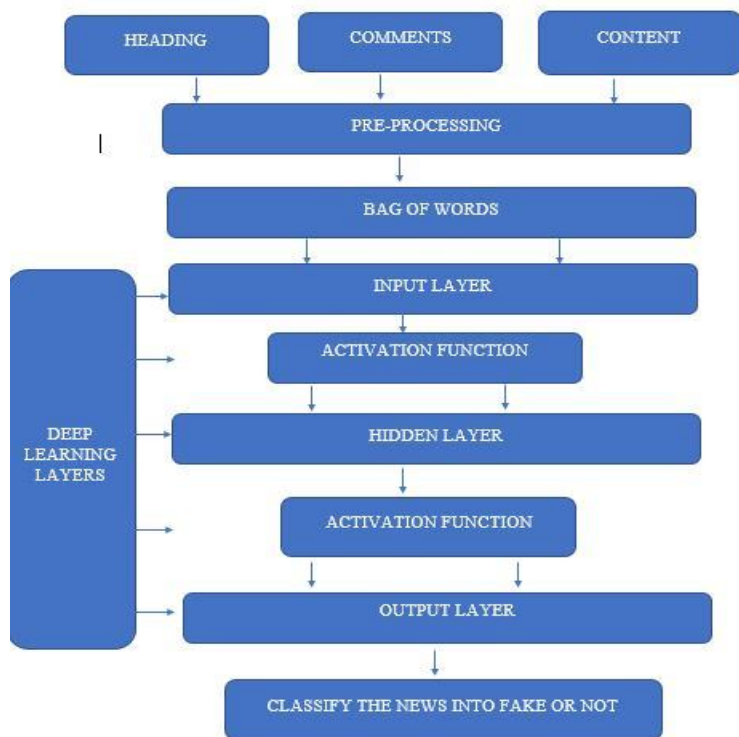 HEADING
COMMENTS
CONTENT
PRE-PROCESSING
BAG OF WORDS
INPUT LAYER
ACTIVATION FUNCTION
HIDDEN LAYER
DEEP
LEARNING
LAYERS
ACTIVATION FUNCTION
OUTPUT LAYER
CLASSIFY THE NEWS INTO FAKE OR NOT